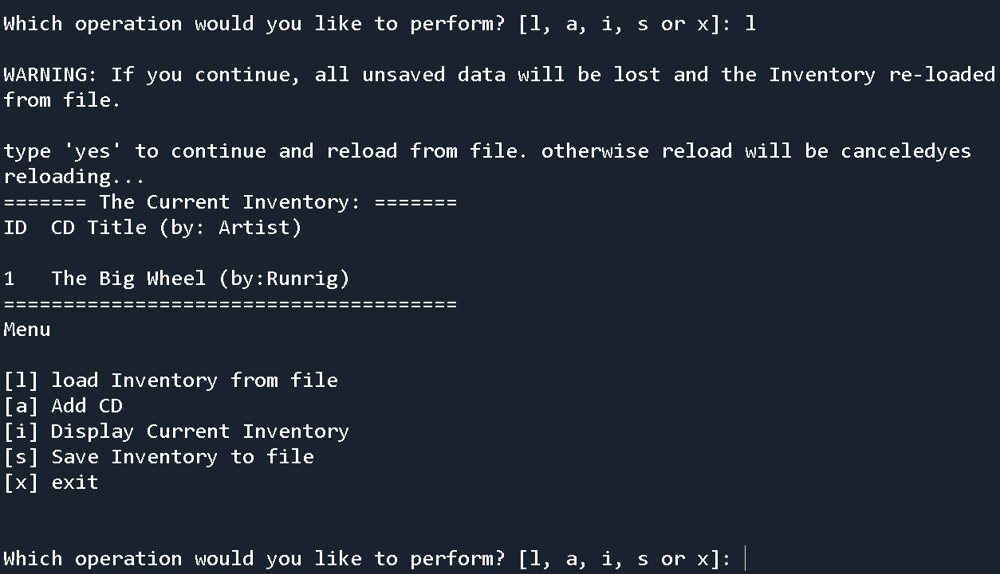 Which operation would you like to perform? [l, a, i, s or x]: l
WARNING: If you continue, all unsaved data will be lost and the Inventory re-loaded
from file.
type 'yes' to continue and reload from file. otherwise reload will be canceledyes
reloading...
======= The Current Inventory: =======
ID  CD Title (by: Artist)
1   The Big Wheel (by:Runrig)
======================================
Menu
[l] load Inventory from file
[a] Add CD
[i] Display Current Inventory
[s] Save Inventory to file
[x] exit
Which operation would you like to perform? [l, a, i, s or x]: